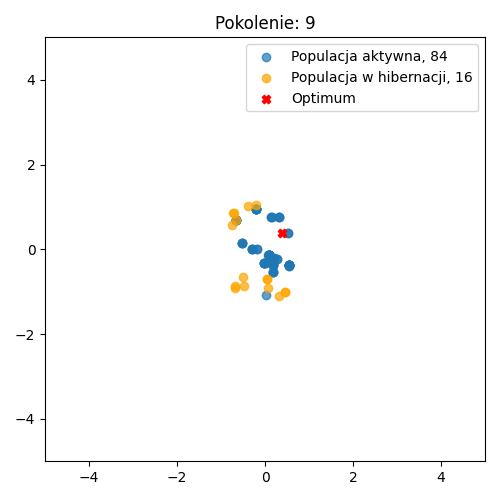 Pokolenie: 9
Populacja aktywna, 84
Populacja w hibernacji, 16
Optimum
4
2
0
−2
−4
−4
−2
0
2
4